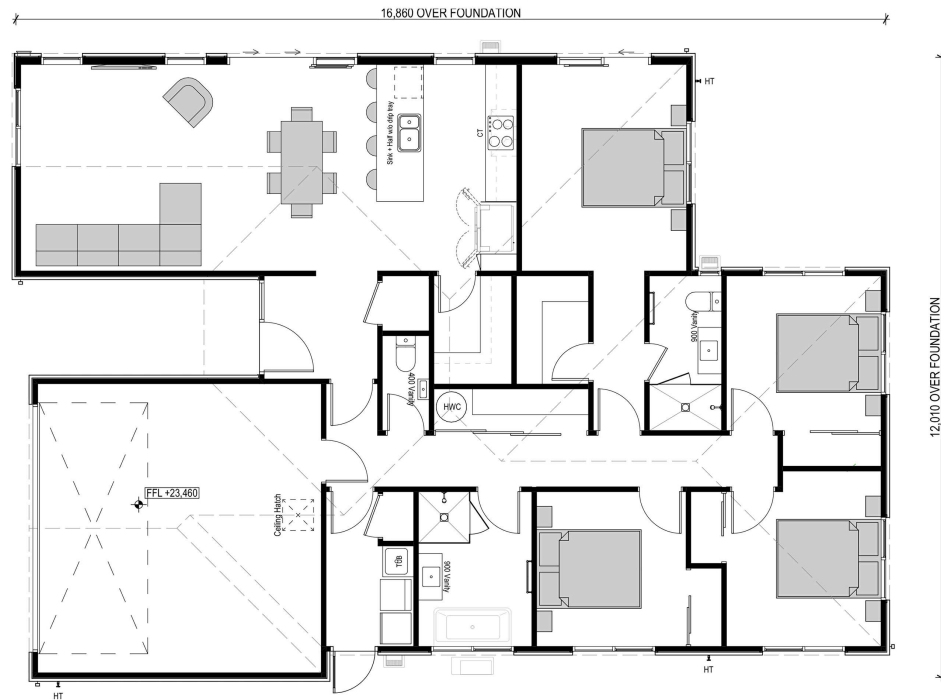 16,860 OVER FOUNDATION
HT
Sink + Half w/o drip tray
CT
12,010 OVER FOUNDATION
900 Vanity
400 Vanity
HWC
FFL +23,460
Ceiling Hatch
TUB
900 Vanity
HT
HT